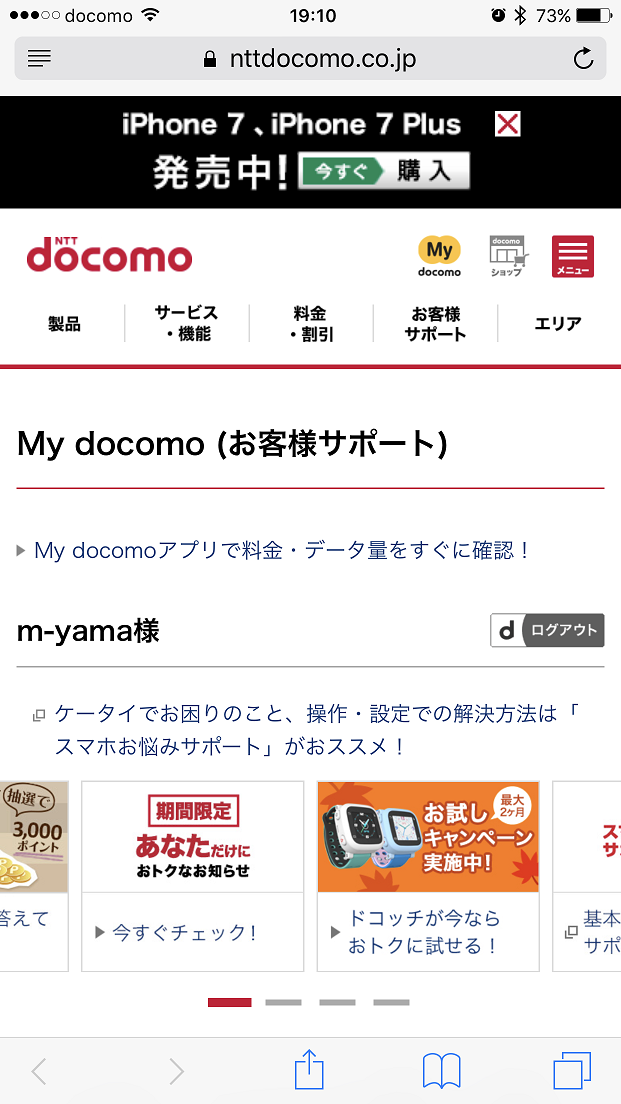 docomo 19:10 73%
nttdocomo.co.jp
iPhone 7 、iPhone 7 Plus
発売中! 今すぐ 購入
NTT
docomo
My
docomo
docomo
ショップ
メニュー
製品
サービス
・機能
料金
・割引
お客様
サポート
エリア
My docomo (お客様サポート)
My docomoアプリで料金・データ量をすぐに確認！
m-yama様
d ログアウト
ケータイでお困りのこと、操作・設定での解決方法は「
スマホお悩みサポート」がおススメ！
抽選で
3,000
ポイント
答えて
期間限定
あなただけに
おトクなお知らせ
今すぐチェック！
お試し
キャンペーン
実施中!
最大
2ヶ月
ドコッチが今なら
おトクに試せる！
ス
サ
基本
サポ